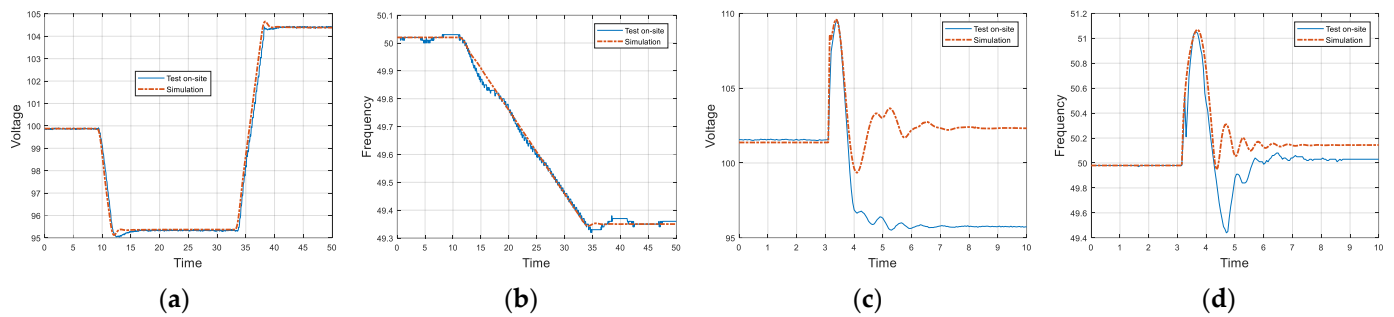 105
104
103
102
101
100
99
98
97
96
95
0 5 10 15 20 25 30 35 40 45 50
Voltage
Time
Test on-site
Simulation
(a)
50.1
50
49.9
49.8
49.7
49.6
49.5
49.4
49.3
0 5 10 15 20 25 30 35 40 45 50
Frequency
Time
Test on-site
Simulation
(b)
110
105
100
95
0 1 2 3 4 5 6 7 8 9 10
Voltage
Time
Test on-site
Simulation
(c)
51.2
51
50.8
50.6
50.4
50.2
50
49.8
49.6
49.4
0 1 2 3 4 5 6 7 8 9 10
Frequency
Time
Test on-site
Simulation
(d)